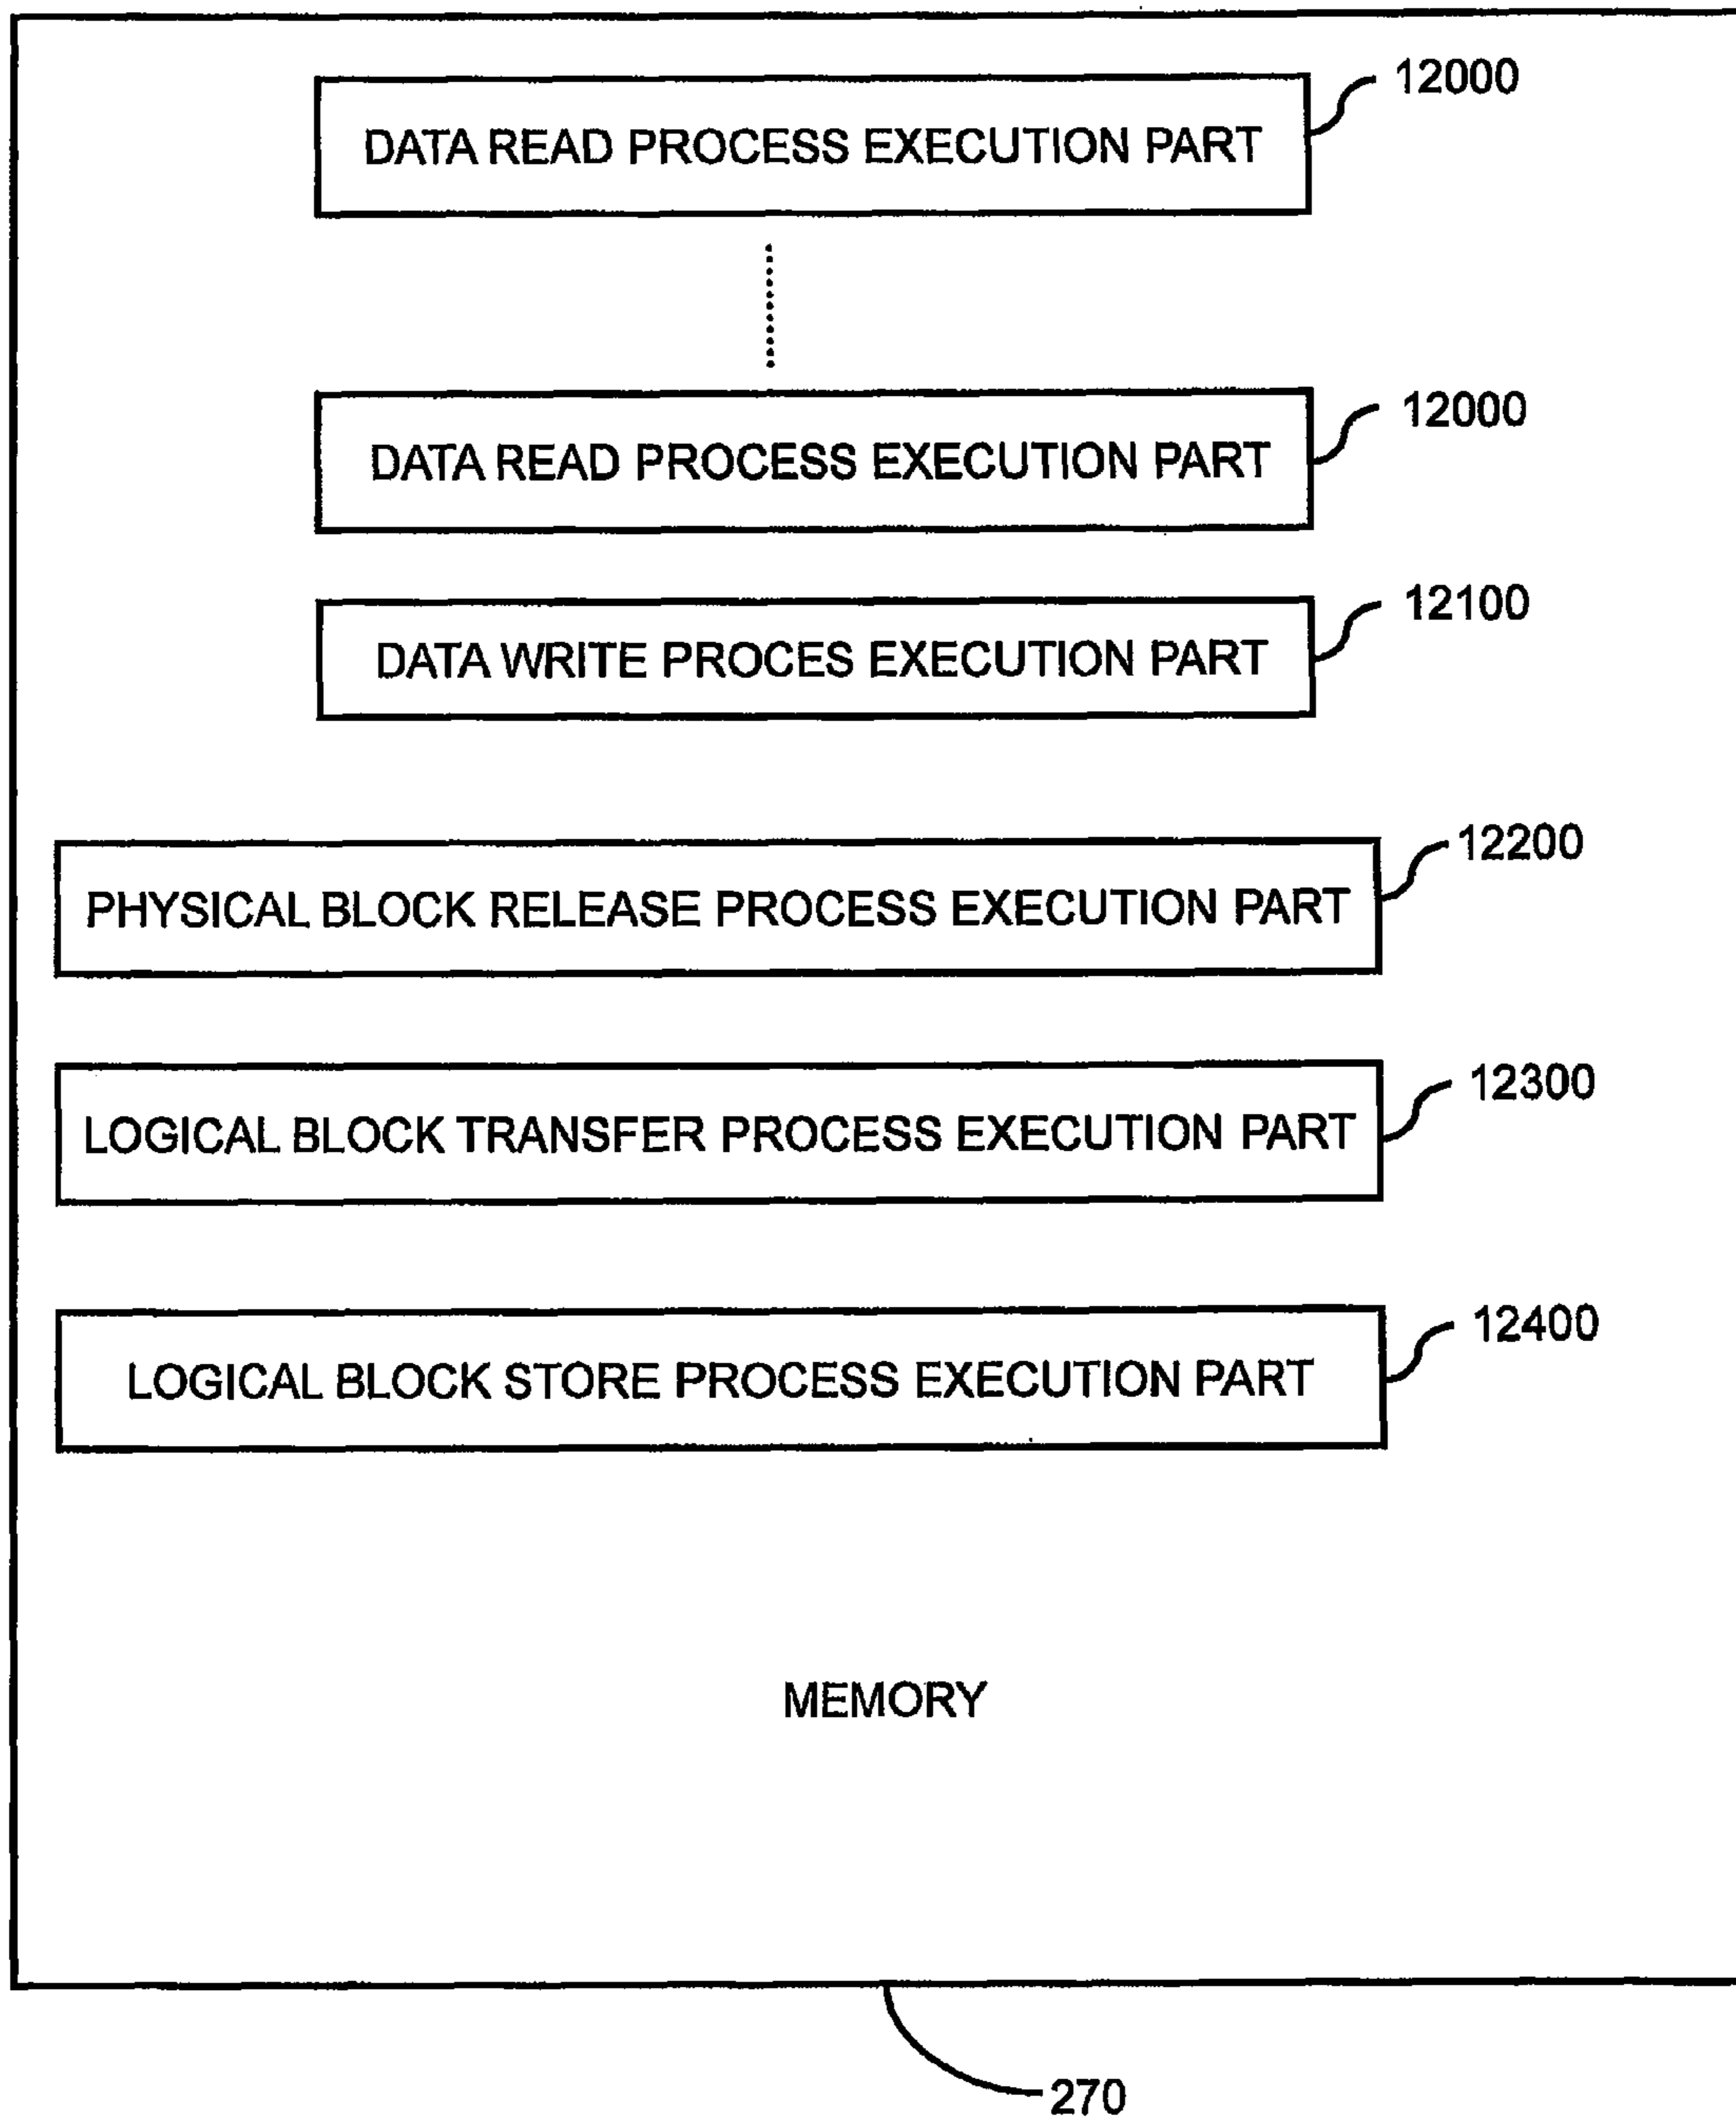 12000
DATA READ PROCESS EXECUTION PART
12000
DATA READ PROCESS EXECUTION PART
12100
DATA WRITE PROCES EXECUTION PART
12200
PHYSICAL BLOCK RELEASE PROCESS EXECUTION PART
12300
LOGICAL BLOCK TRANSFER PROCESS EXECUTION PART
12400
LOGICAL BLOCK STORE PROCESS EXECUTION PART
MEMORY
270